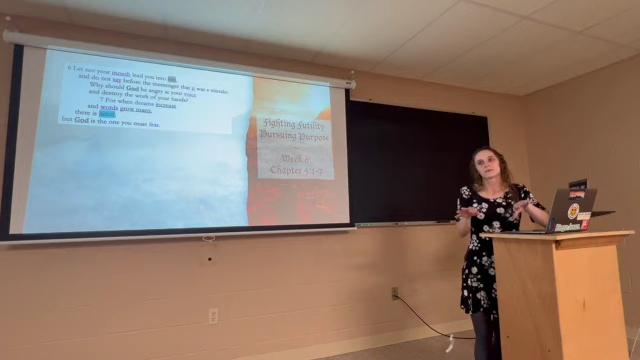 6 Let not your mouth lead you into sin,
and do not say before the messenger that it was a mistake.
Why should God be angry at your voice
and destroy the work of your hands?
7 For when dreams increase
and words grow many,
there is
but God is the one you must fear.
Fighting Futility
Pursuing Purpose
Week 6
Chapter 5:1-7